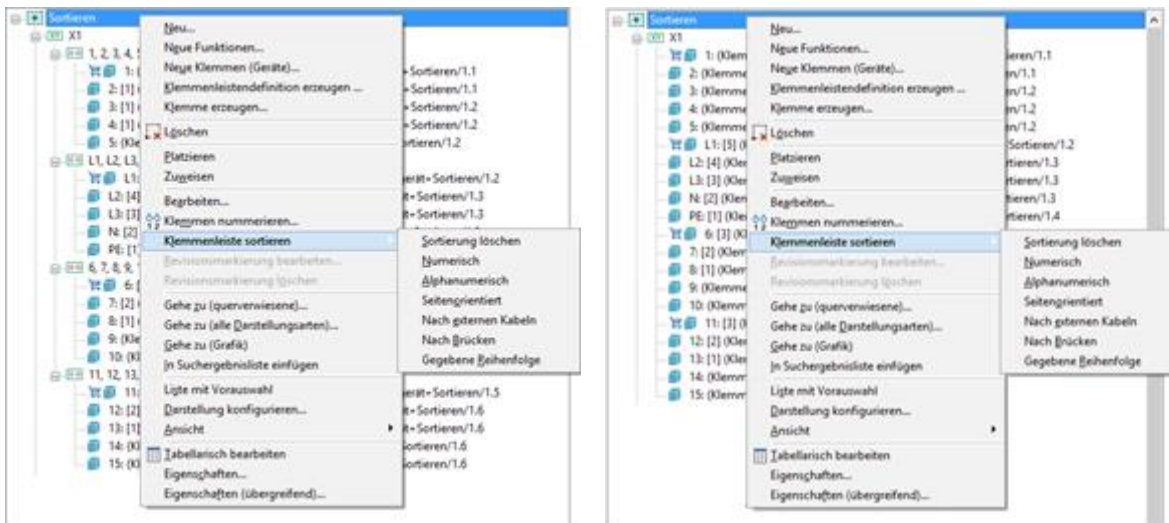 Sortieren
X1
1, 2, 3, 4,
1: (
2: [1]
3: [1]
4: [1]
5: (Kle
L1, L2, L3,
L1:
L2: [4]
L3: [3]
N: [2]
PE: [1]
6, 7, 8, 9,
6: [
7: [2]
8: [1]
9: (Kle
10: (Kl
11, 12, 13,
11:
12: [2]
13: [1]
14: (Kl
15: (Kl
Neu...
Neue Funktionen...
Neue Klemmen (Geräte)...
Klemmenleistendefinition erzeugen ...
Klemme erzeugen...
Löschen
Platzieren
Zuweisen
Bearbeiten...
Klemmen nummerieren...
Klemmenleiste sortieren
Revisionsmarkierung bearbeiten...
Revisionsmarkierung löschen
Gehe zu (querverwiesene)...
Gehe zu (alle Darstellungsarten)...
Gehe zu (Grafik)
In Suchergebnisliste einfügen
Liste mit Vorauswahl
Darstellung konfigurieren...
Ansicht
Tabellarisch bearbeiten
Eigenschaften...
Eigenschaften (übergreifend)...
Sortierung löschen
Numerisch
Alphanumerisch
Seitenorientiert
Nach externen Kabeln
Nach Brücken
Gegebene Reihenfolge
=Sortieren/1.1
=Sortieren/1.1
=Sortieren/1.2
=Sortieren/1.2
ortieren/1.2
erät=Sortieren/1.2
t=Sortieren/1.3
t=Sortieren/1.3
erät=Sortieren/1.5
t=Sortieren/1.6
t=Sortieren/1.6
ortieren/1.6
ortieren/1.6
Sortieren
X1
1: (Klem
2: (Klemme
3: (Klemme
4: (Klemme
5: (Klemme
L1: [5] (
L2: [4] (Kler
L3: [3] (Kler
N: [2] (Klen
PE: [1] (Kler
6: [3] (Kl
7: [2] (Klem
8: [1] (Klem
9: (Klemme
10: (Klemm
11: [3] (
12: [2] (Kler
13: [1] (Kler
14: (Klemm
15: (Klemm
Neu...
Neue Funktionen...
Neue Klemmen (Geräte)...
Klemmenleistendefinition erzeugen ...
Klemme erzeugen...
Löschen
Platzieren
Zuweisen
Bearbeiten...
Klemmen nummerieren...
Klemmenleiste sortieren
Revisionsmarkierung bearbeiten...
Revisionsmarkierung löschen
Gehe zu (querverwiesene)...
Gehe zu (alle Darstellungsarten)...
Gehe zu (Grafik)
In Suchergebnisliste einfügen
Liste mit Vorauswahl
Darstellung konfigurieren...
Ansicht
Tabellarisch bearbeiten
Eigenschaften...
Eigenschaften (übergreifend)...
Sortierung löschen
Numerisch
Alphanumerisch
Seitenorientiert
Nach externen Kabeln
Nach Brücken
Gegebene Reihenfolge
ieren/1.1
n/1.1
n/1.2
n/1.2
n/1.2
Sortieren/1.2
rtieren/1.3
rtieren/1.3
tieren/1.3
rtieren/1.4